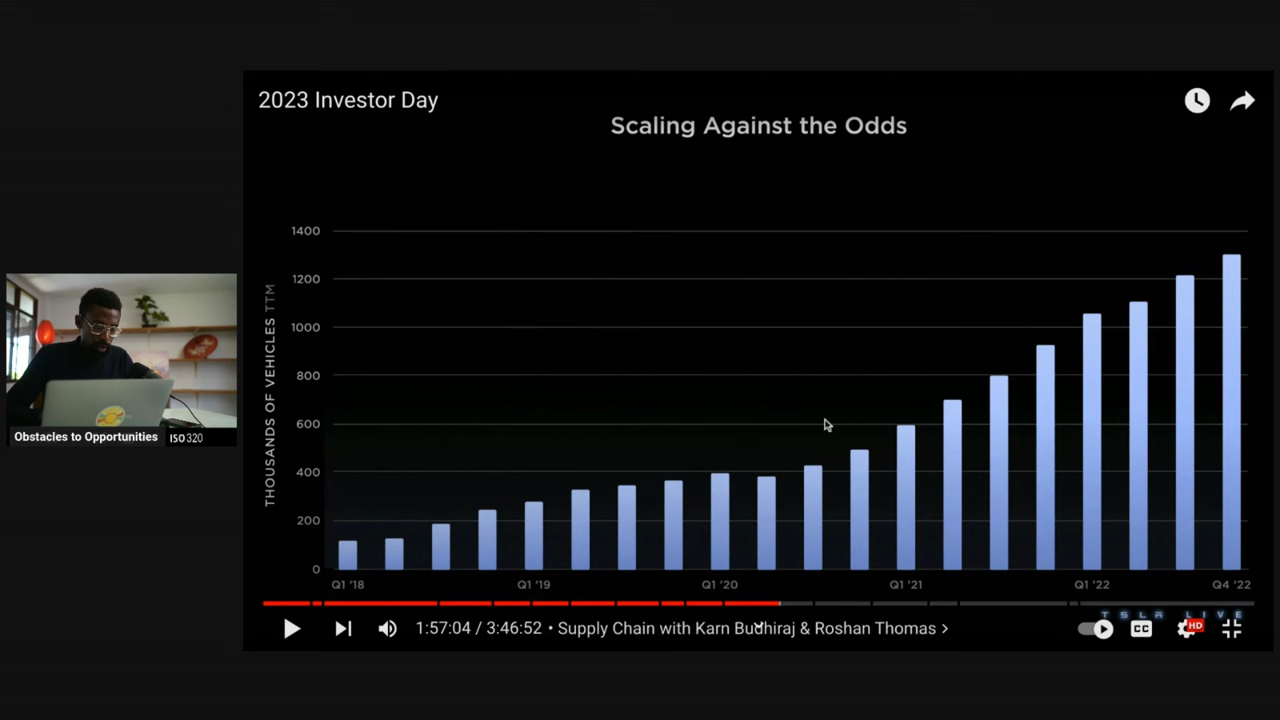 2023 Investor Day
Scaling Against the Odds
THOUSANDS OF VEHICLES TTM
1400
1200
1000
800
600
400
200
0
Q1 '18
Q1 '19
Q1 '20
Q1 '21
Q1 '22
Q4 '22
TSLA LIVE
1:57:04 / 3:46:52 • Supply Chain with Karn Budhiraj & Roshan Thomas >
CC
HD
Obstacles to Opportunities
ISO 320